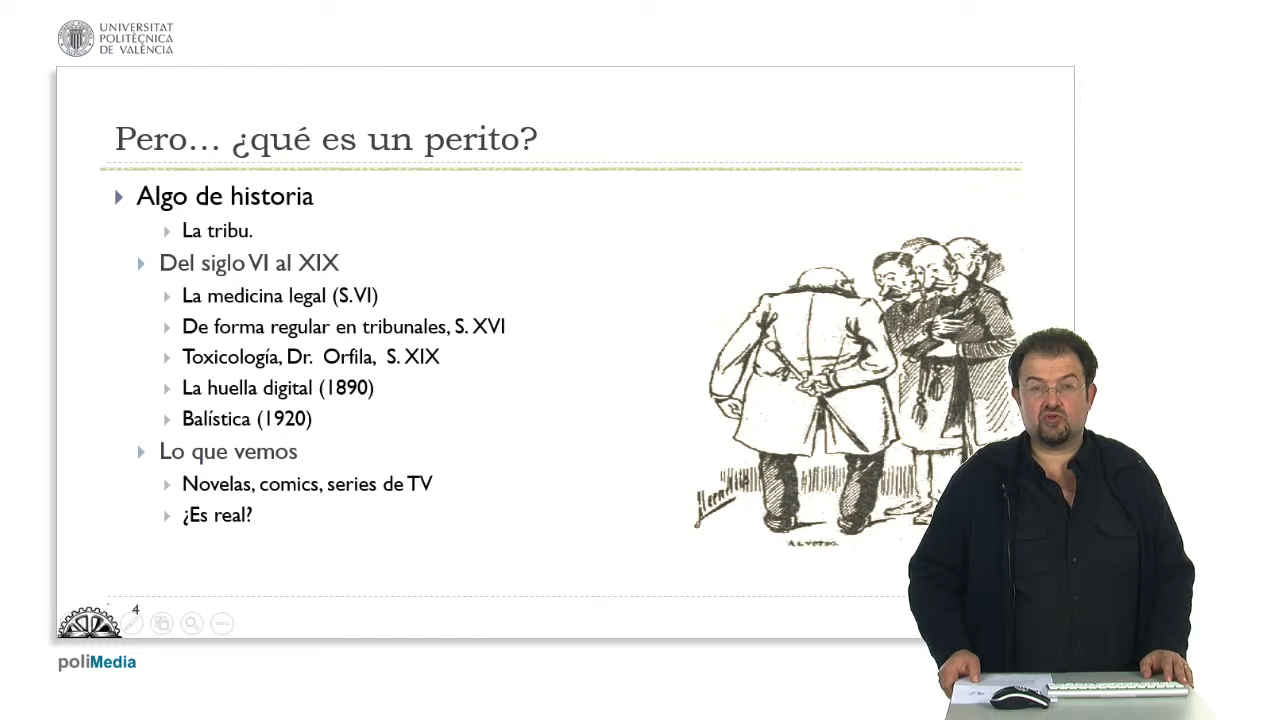 UNIVERSITAT
POLITÈCNICA
DE VALÈNCIA
Pero... ¿qué es un perito?
Algo de historia
La tribu.
Del siglo VI al XIX
La medicina legal (S.VI)
De forma regular en tribunales, S. XVI
Toxicología, Dr. Orfila, S. XIX
La huella digital (1890)
Balística (1920)
Lo que vemos
Novelas, comics, series de TV
¿Es real?
4
poliMedia